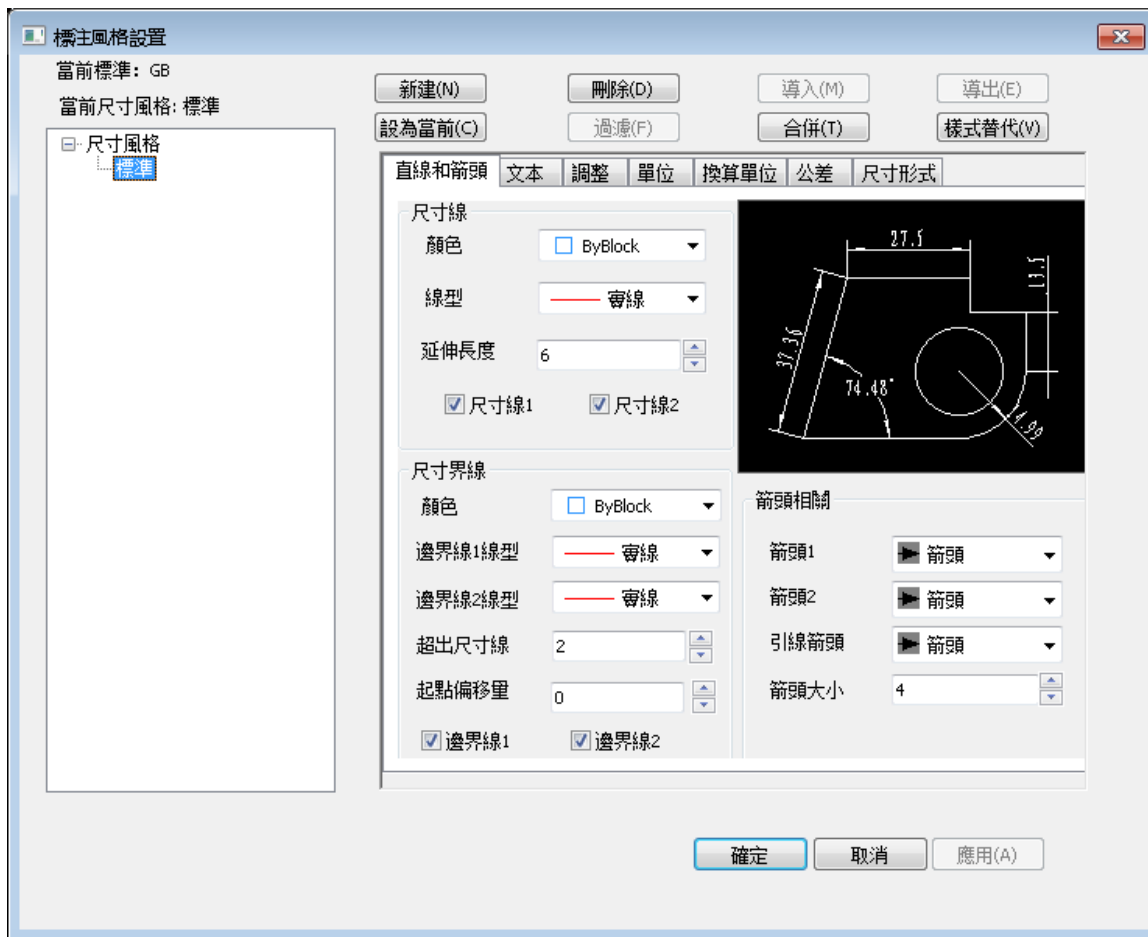 標注風格設置
當前標準: GB
當前尺寸風格: 標準
新建(N) 刪除(D) 導入(M) 導出(E)
設為當前(C) 過濾(F) 合併(T) 樣式替代(V)
尺寸風格
標準
直線和箭頭 文本 調整 單位 換算單位 公差 尺寸形式
尺寸線
顏色 ByBlock
線型 實線
延伸長度 6
尺寸線1 尺寸線2
27.5
13.5
37.36
74.48°
4.99
尺寸界線
顏色 ByBlock
邊界線1線型 實線
邊界線2線型 實線
超出尺寸線 2
起點偏移量 0
邊界線1 邊界線2
箭頭相關
箭頭1 箭頭
箭頭2 箭頭
引線箭頭 箭頭
箭頭大小 4
確定 取消 應用(A)